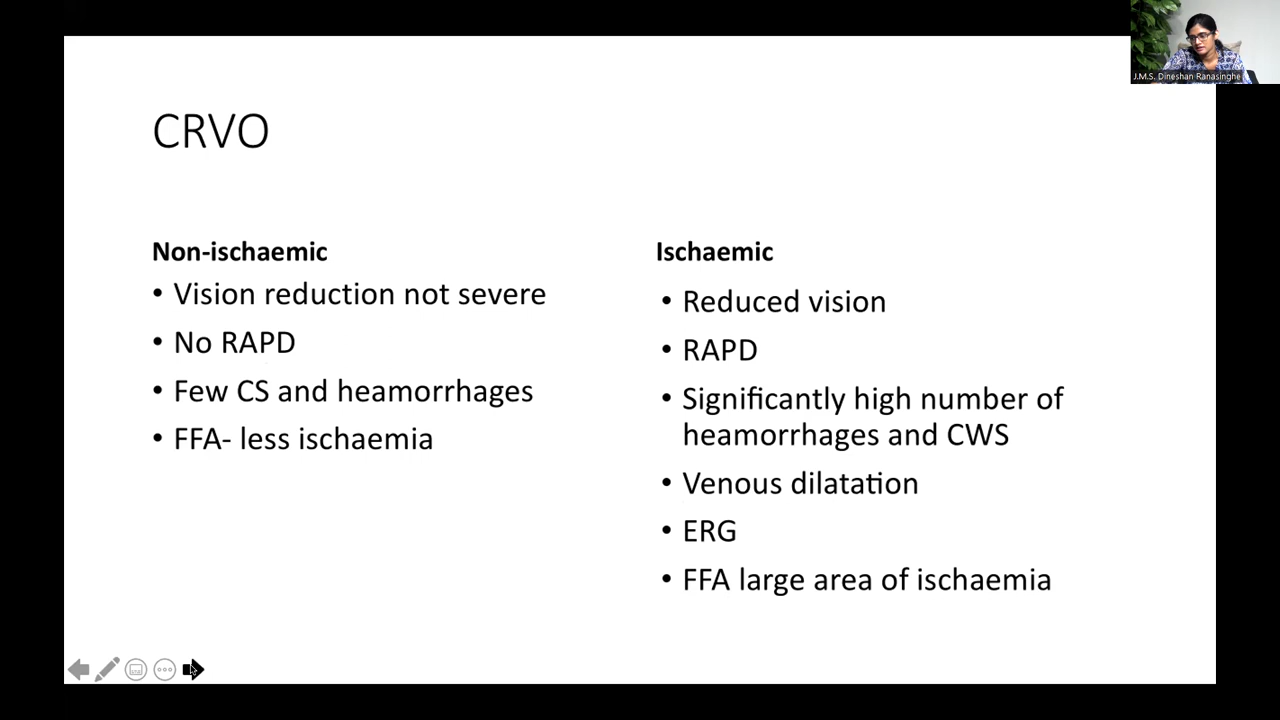 J.M.S. Dineshan Ranasinghe
CRVO
Non-ischaemic
• Vision reduction not severe
• No RAPD
• Few CS and heamorrhages
• FFA- less ischaemia
Ischaemic
• Reduced vision
• RAPD
• Significantly high number of
heamorrhages and CWS
• Venous dilatation
• ERG
• FFA large area of ischaemia